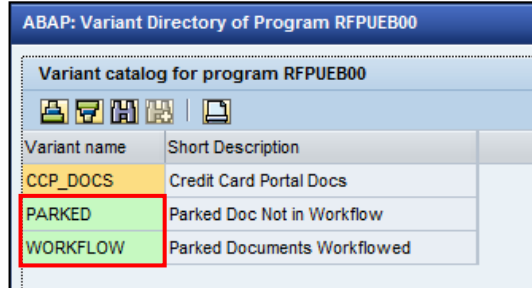 ABAP: Variant Directory of Program RFPUEB00
Variant catalog for program RFPUEB00
Variant name Short Description
CCP_DOCS Credit Card Portal Docs
PARKED Parked Doc Not in Workflow
WORKFLOW Parked Documents Workflowed